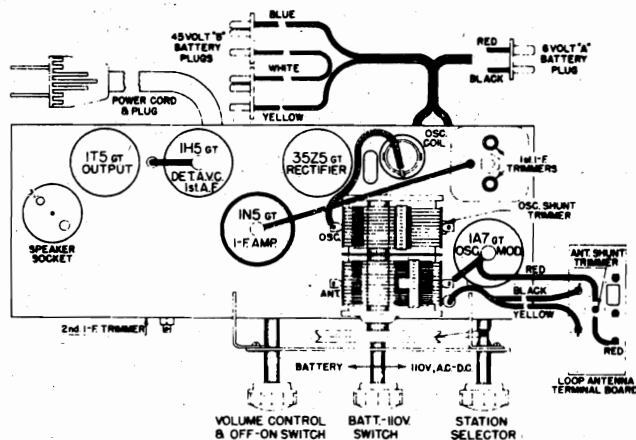 BLUE
45 VOLT "B"
BATTERY
PLUGS
WHITE
YELLOW
RED
BLACK
6 VOLT "A"
BATTERY
PLUG
POWER CORD
& PLUG
1T5 GT
OUTPUT
1H5 GT
DET. A.V.C.
1st A.F.
35Z5 GT
RECTIFIER
OSC.
COIL
1st I-F
TRIMMERS
OSC. SHUNT
TRIMMER
SPEAKER
SOCKET
1N5 GT
I-F. AMP.
OSC.
1A7 GT
OSC. MOD.
ANT. SHUNT
TRIMMER
RED
BLACK
YELLOW
ANT.
RED
2nd I-F. TRIMMER
BATTERY
110V, A.C.-D.C.
LOOP ANTENNA
TERMINAL BOARD
VOLUME CONTROL
& OFF-ON SWITCH
BATT.-110V.
SWITCH
STATION
SELECTOR